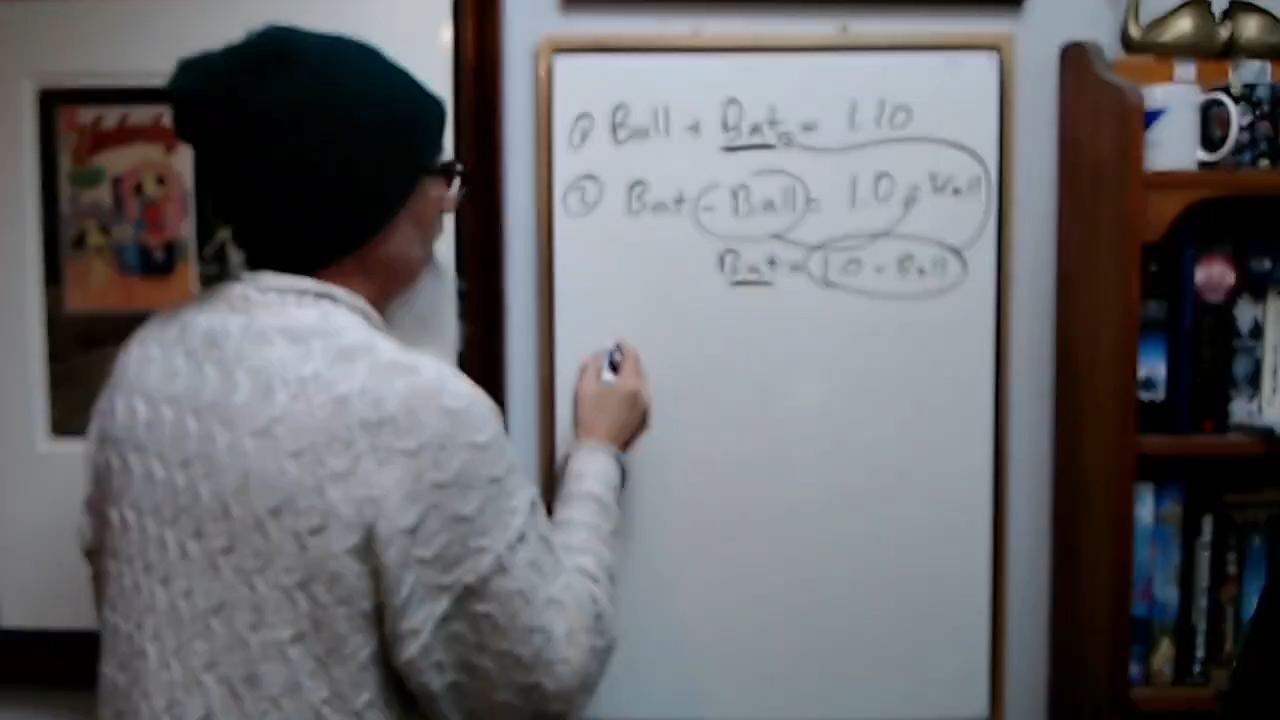 ① Ball + Bat = 1.10
② Bat - Ball = 1.0
Bat = 1.0 - Ball